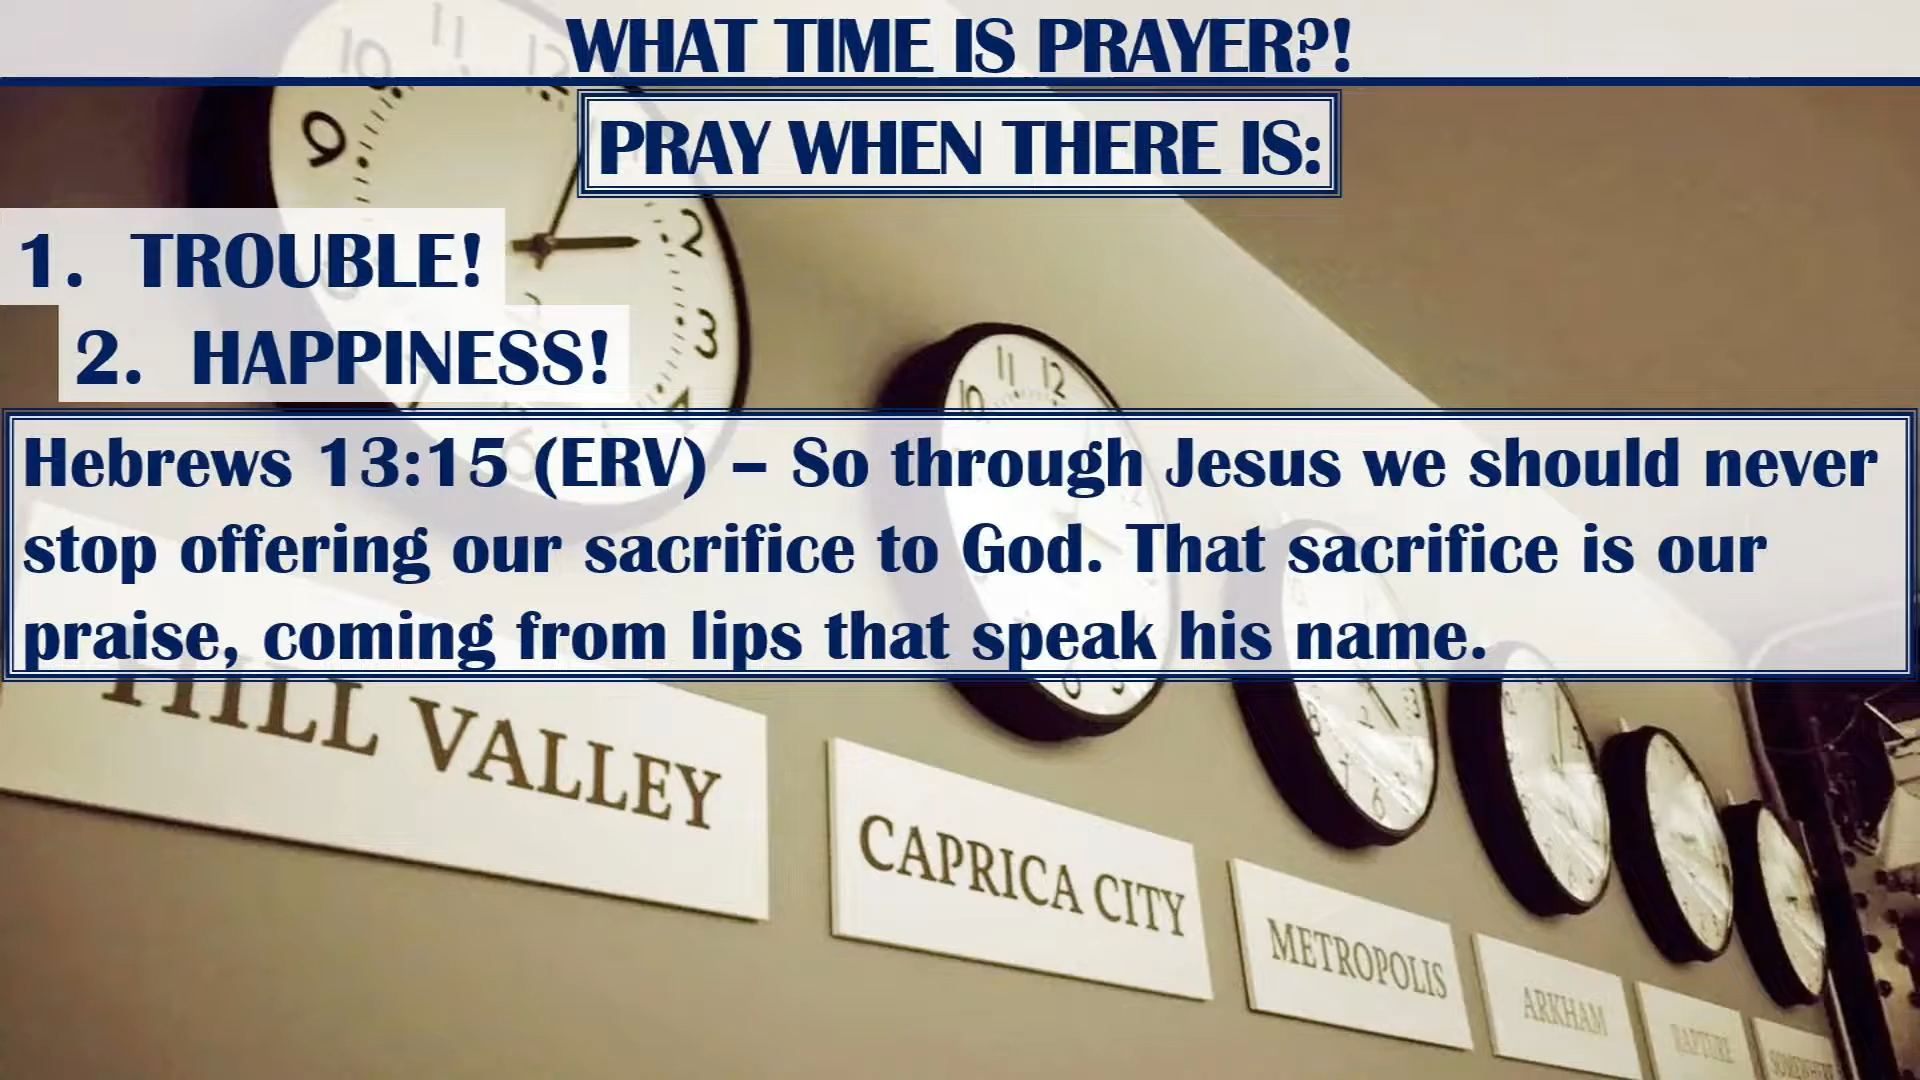 WHAT TIME IS PRAYER?!
PRAY WHEN THERE IS:
1. TROUBLE!
2. HAPPINESS!
Hebrews 13:15 (ERV) – So through Jesus we should never
stop offering our sacrifice to God. That sacrifice is our
praise, coming from lips that speak his name.
HILL VALLEY
CAPRICA CITY
METROPOLIS
ARKHAM
RAPTURE